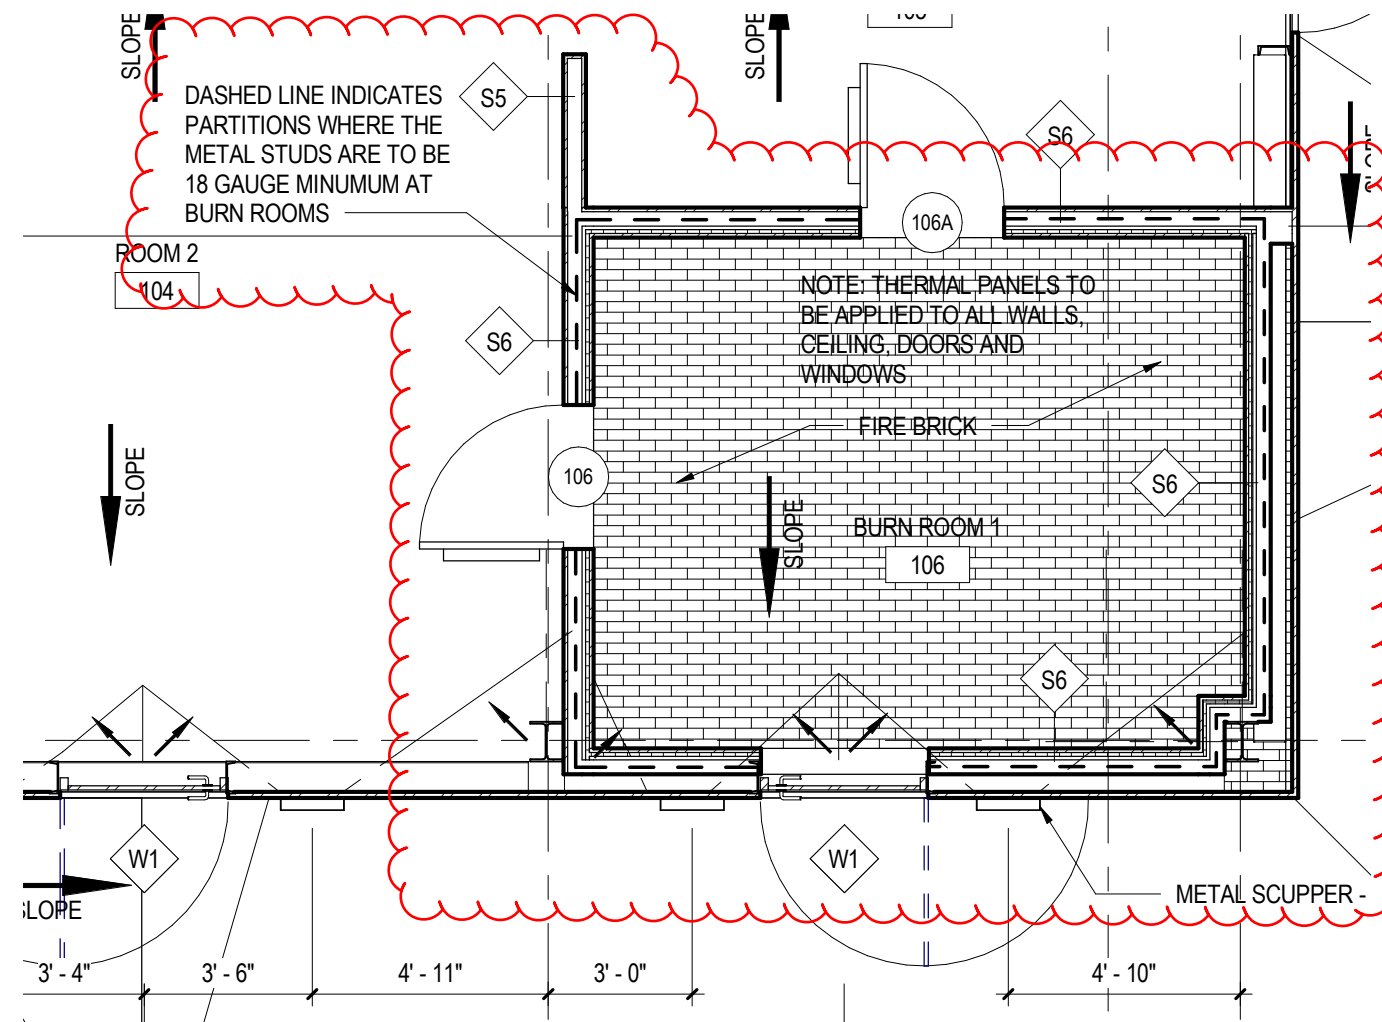 SLOPE
SLOPE
DASHED LINE INDICATES
PARTITIONS WHERE THE
METAL STUDS ARE TO BE
18 GAUGE MINUMUM AT
BURN ROOMS
S5
S6
SLOPE
106A
ROOM 2
104
NOTE: THERMAL PANELS TO
BE APPLIED TO ALL WALLS,
CEILING, DOORS AND
WINDOWS
S6
FIRE BRICK
106
SLOPE
S6
SLOPE
BURN ROOM 1
106
S6
W1
W1
SLOPE
METAL SCUPPER -
3' - 4"
3' - 6"
4' - 11"
3' - 0"
4' - 10"